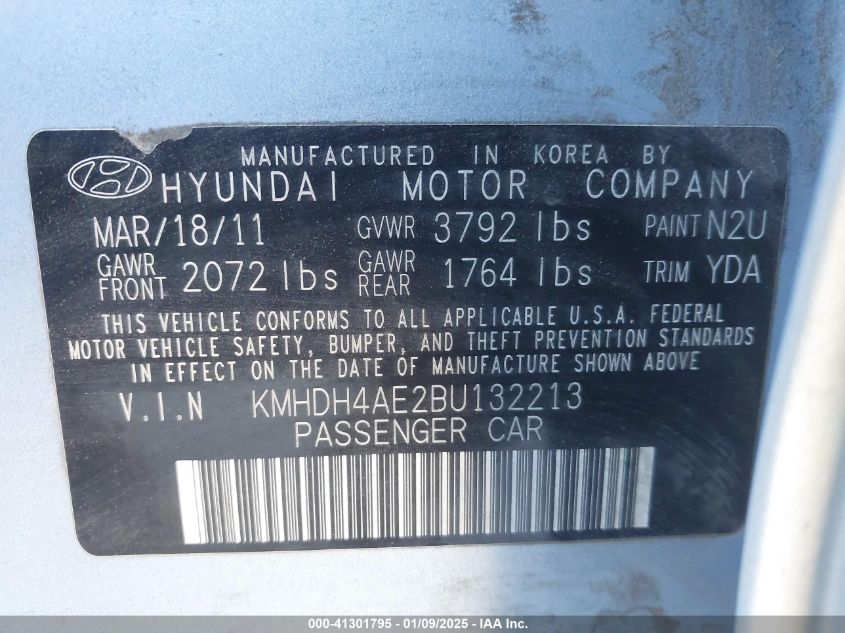 MANUFACTURED IN KOREA BY
HYUNDAI MOTOR COMPANY
MAR/18/11 GVWR 3792 lbs PAINT N2U
GAWR FRONT 2072 lbs GAWR REAR 1764 lbs TRIM YDA
THIS VEHICLE CONFORMS TO ALL APPLICABLE U.S.A. FEDERAL
MOTOR VEHICLE SAFETY, BUMPER, AND THEFT PREVENTION STANDARDS
IN EFFECT ON THE DATE OF MANUFACTURE SHOWN ABOVE
V.I.N KMHDH4AE2BU132213
PASSENGER CAR
000-41301795 - 01/09/2025 - IAA Inc.